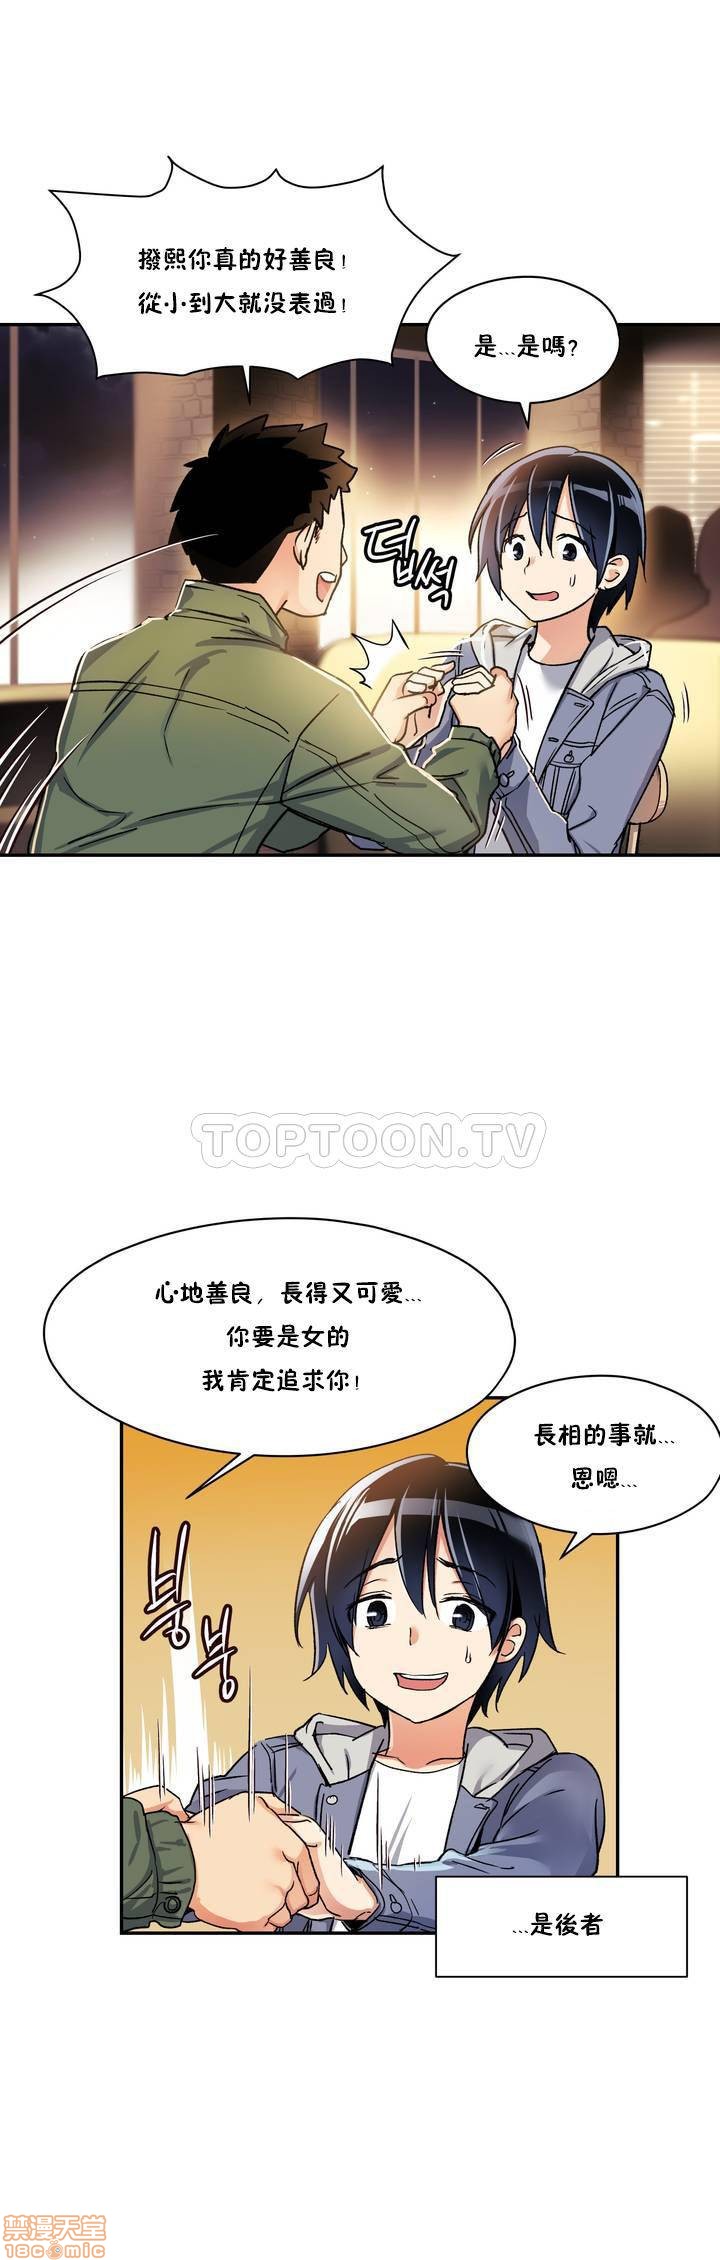 撥熙你真的好善良!
從小到大就没表過!
是...是嗎?
더업썩
TOPTOON.TV
心地善良, 長得又可愛...
你要是女的
我肯定追求你!
長相的事就...
恩嗯...
붕
붕
...是後者
禁漫天堂
18comic